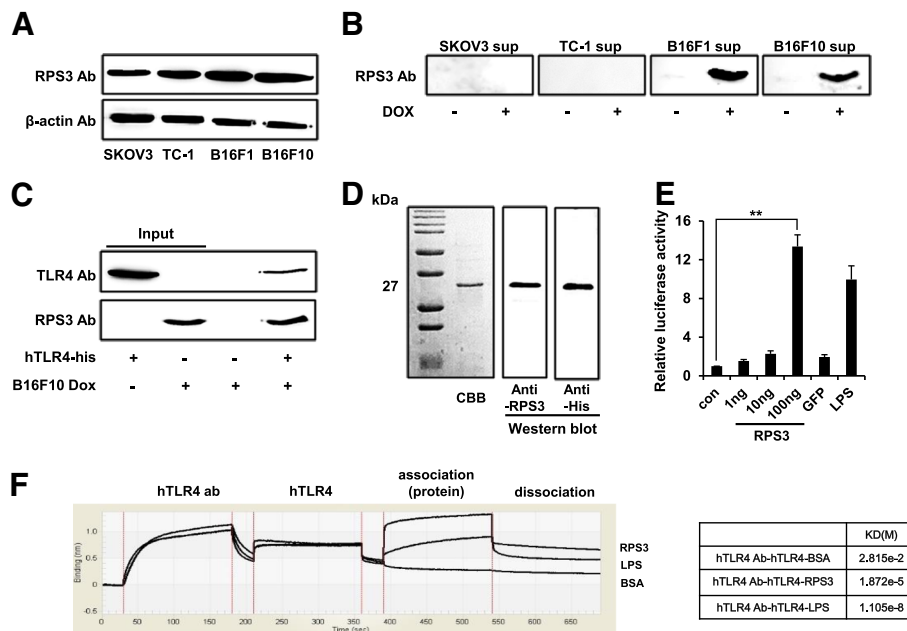 A
RPS3 Ab
β-actin Ab
SKOV3 TC-1 B16F1 B16F10
B
SKOV3 sup TC-1 sup B16F1 sup B16F10 sup
RPS3 Ab
DOX - + - + - + - +
C
Input
TLR4 Ab
RPS3 Ab
hTLR4-his + - - +
B16F10 Dox - + + +
D
kDa
27
CBB
Anti -RPS3
Anti -His
Western blot
E
Relative luciferase activity
16
12
8
4
0
**
con 1ng 10ng 100ng GFP LPS
RPS3
F
hTLR4 ab hTLR4 association (protein) dissociation
Binding (nm)
1.0
0.5
0.0
-0.6
0 50 100 150 200 250 300 350 400 450 500 550 600 650
Time (sec)
RPS3
LPS
BSA
KD(M)
hTLR4 Ab-hTLR4-BSA 2.815e-2
hTLR4 Ab-hTLR4-RPS3 1.872e-5
hTLR4 Ab-hTLR4-LPS 1.105e-8